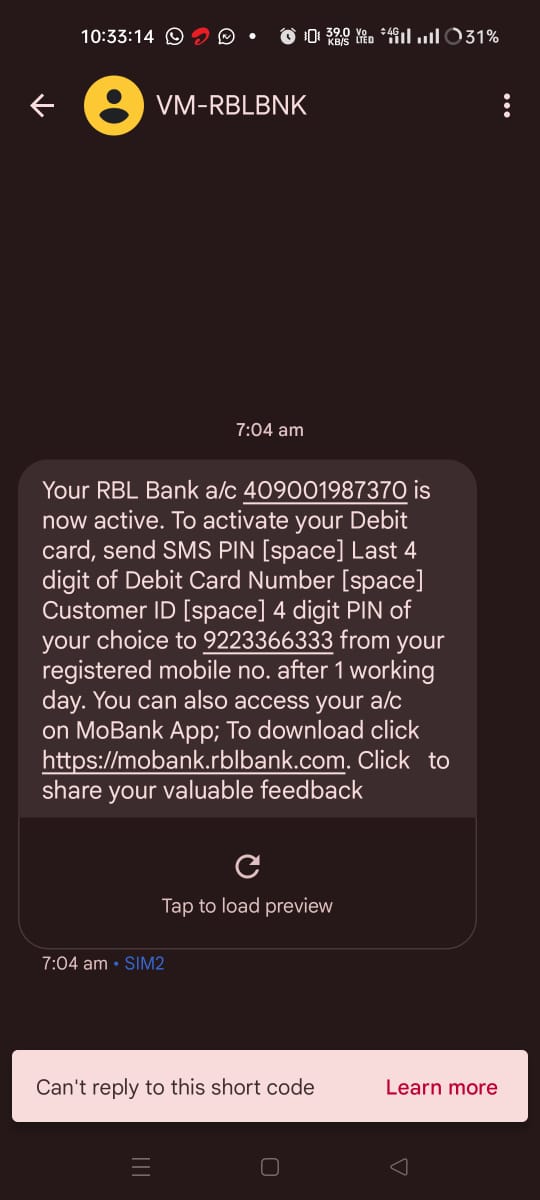 10:33:14 39.0 KB/S Vo LTE 4G 31%
VM-RBLBNK
7:04 am
Your RBL Bank a/c 409001987370 is
now active. To activate your Debit
card, send SMS PIN [space] Last 4
digit of Debit Card Number [space]
Customer ID [space] 4 digit PIN of
your choice to 9223366333 from your
registered mobile no. after 1 working
day. You can also access your a/c
on MoBank App; To download click
https://mobank.rblbank.com. Click to
share your valuable feedback
Tap to load preview
7:04 am • SIM2
Can't reply to this short code Learn more